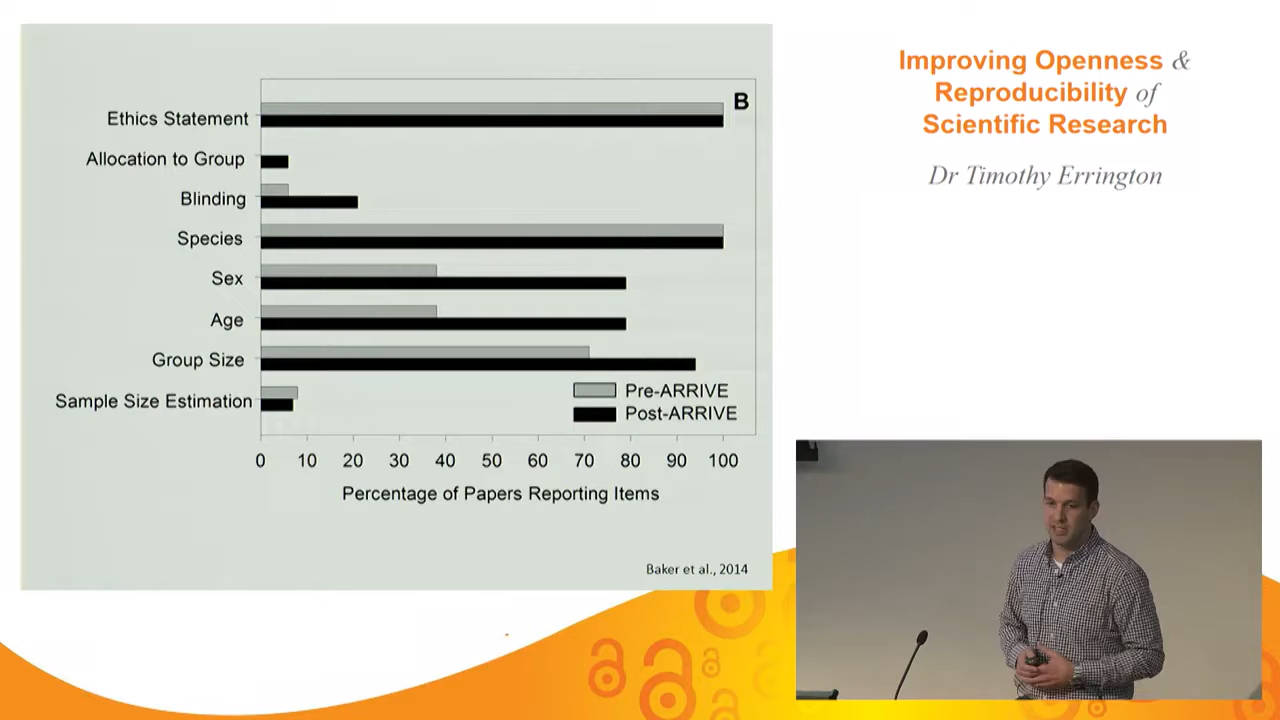 B
Ethics Statement
Allocation to Group
Blinding
Species
Sex
Age
Group Size
Sample Size Estimation
Pre-ARRIVE
Post-ARRIVE
0 10 20 30 40 50 60 70 80 90 100
Percentage of Papers Reporting Items
Baker et al., 2014
Improving Openness &
Reproducibility of
Scientific Research
Dr Timothy Errington